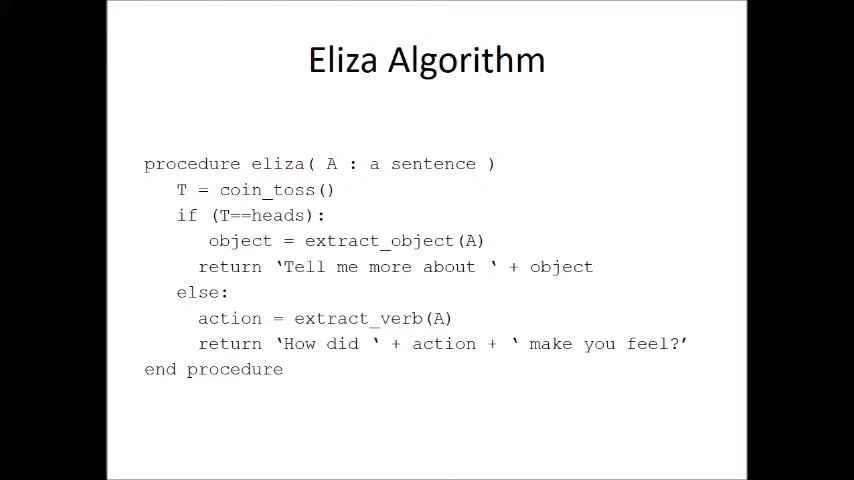 Eliza Algorithm
procedure eliza( A : a sentence )
T = coin_toss()
if (T==heads):
object = extract_object(A)
return ‘Tell me more about ‘ + object
else:
action = extract_verb(A)
return ‘How did ‘ + action + ‘ make you feel?’
end procedure